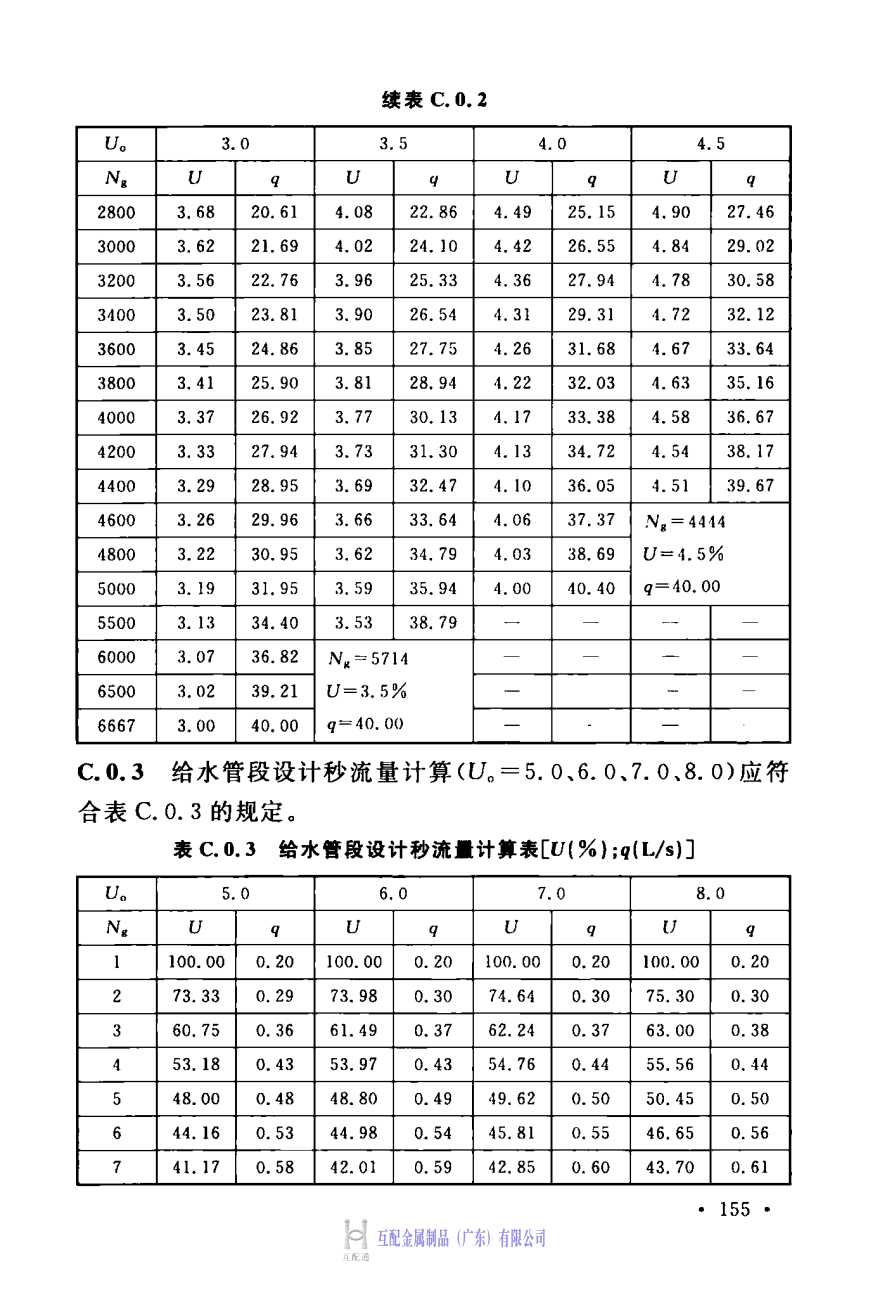 续表 C.0.2
U₀ 3.0 3.5 4.0 4.5
Ng U q U q U q U q
2800 3.68 20.61 4.08 22.86 4.49 25.15 4.90 27.46
3000 3.62 21.69 4.02 24.10 4.42 26.55 4.84 29.02
3200 3.56 22.76 3.96 25.33 4.36 27.94 4.78 30.58
3400 3.50 23.81 3.90 26.54 4.31 29.31 4.72 32.12
3600 3.45 24.86 3.85 27.75 4.26 31.68 4.67 33.64
3800 3.41 25.90 3.81 28.94 4.22 32.03 4.63 35.16
4000 3.37 26.92 3.77 30.13 4.17 33.38 4.58 36.67
4200 3.33 27.94 3.73 31.30 4.13 34.72 4.54 38.17
4400 3.29 28.95 3.69 32.47 4.10 36.05 4.51 39.67
4600 3.26 29.96 3.66 33.64 4.06 37.37 Ng=4444
4800 3.22 30.95 3.62 34.79 4.03 38.69 U=4.5%
5000 3.19 31.95 3.59 35.94 4.00 40.40 q=40.00
5500 3.13 34.40 3.53 38.79 — — — —
6000 3.07 36.82 Ng=5714 — — — —
6500 3.02 39.21 U=3.5% — — —
6667 3.00 40.00 q=40.00 — - —
C.0.3 给水管段设计秒流量计算(U₀=5.0、6.0、7.0、8.0)应符
合表 C.0.3 的规定。
表 C.0.3 给水管段设计秒流量计算表[U(%);q(L/s)]
U₀ 5.0 6.0 7.0 8.0
Ng U q U q U q U q
1 100.00 0.20 100.00 0.20 100.00 0.20 100.00 0.20
2 73.33 0.29 73.98 0.30 74.64 0.30 75.30 0.30
3 60.75 0.36 61.49 0.37 62.24 0.37 63.00 0.38
4 53.18 0.43 53.97 0.43 54.76 0.44 55.56 0.44
5 48.00 0.48 48.80 0.49 49.62 0.50 50.45 0.50
6 44.16 0.53 44.98 0.54 45.81 0.55 46.65 0.56
7 41.17 0.58 42.01 0.59 42.85 0.60 43.70 0.61
• 155 •
互配金属制品（广东）有限公司
互配通